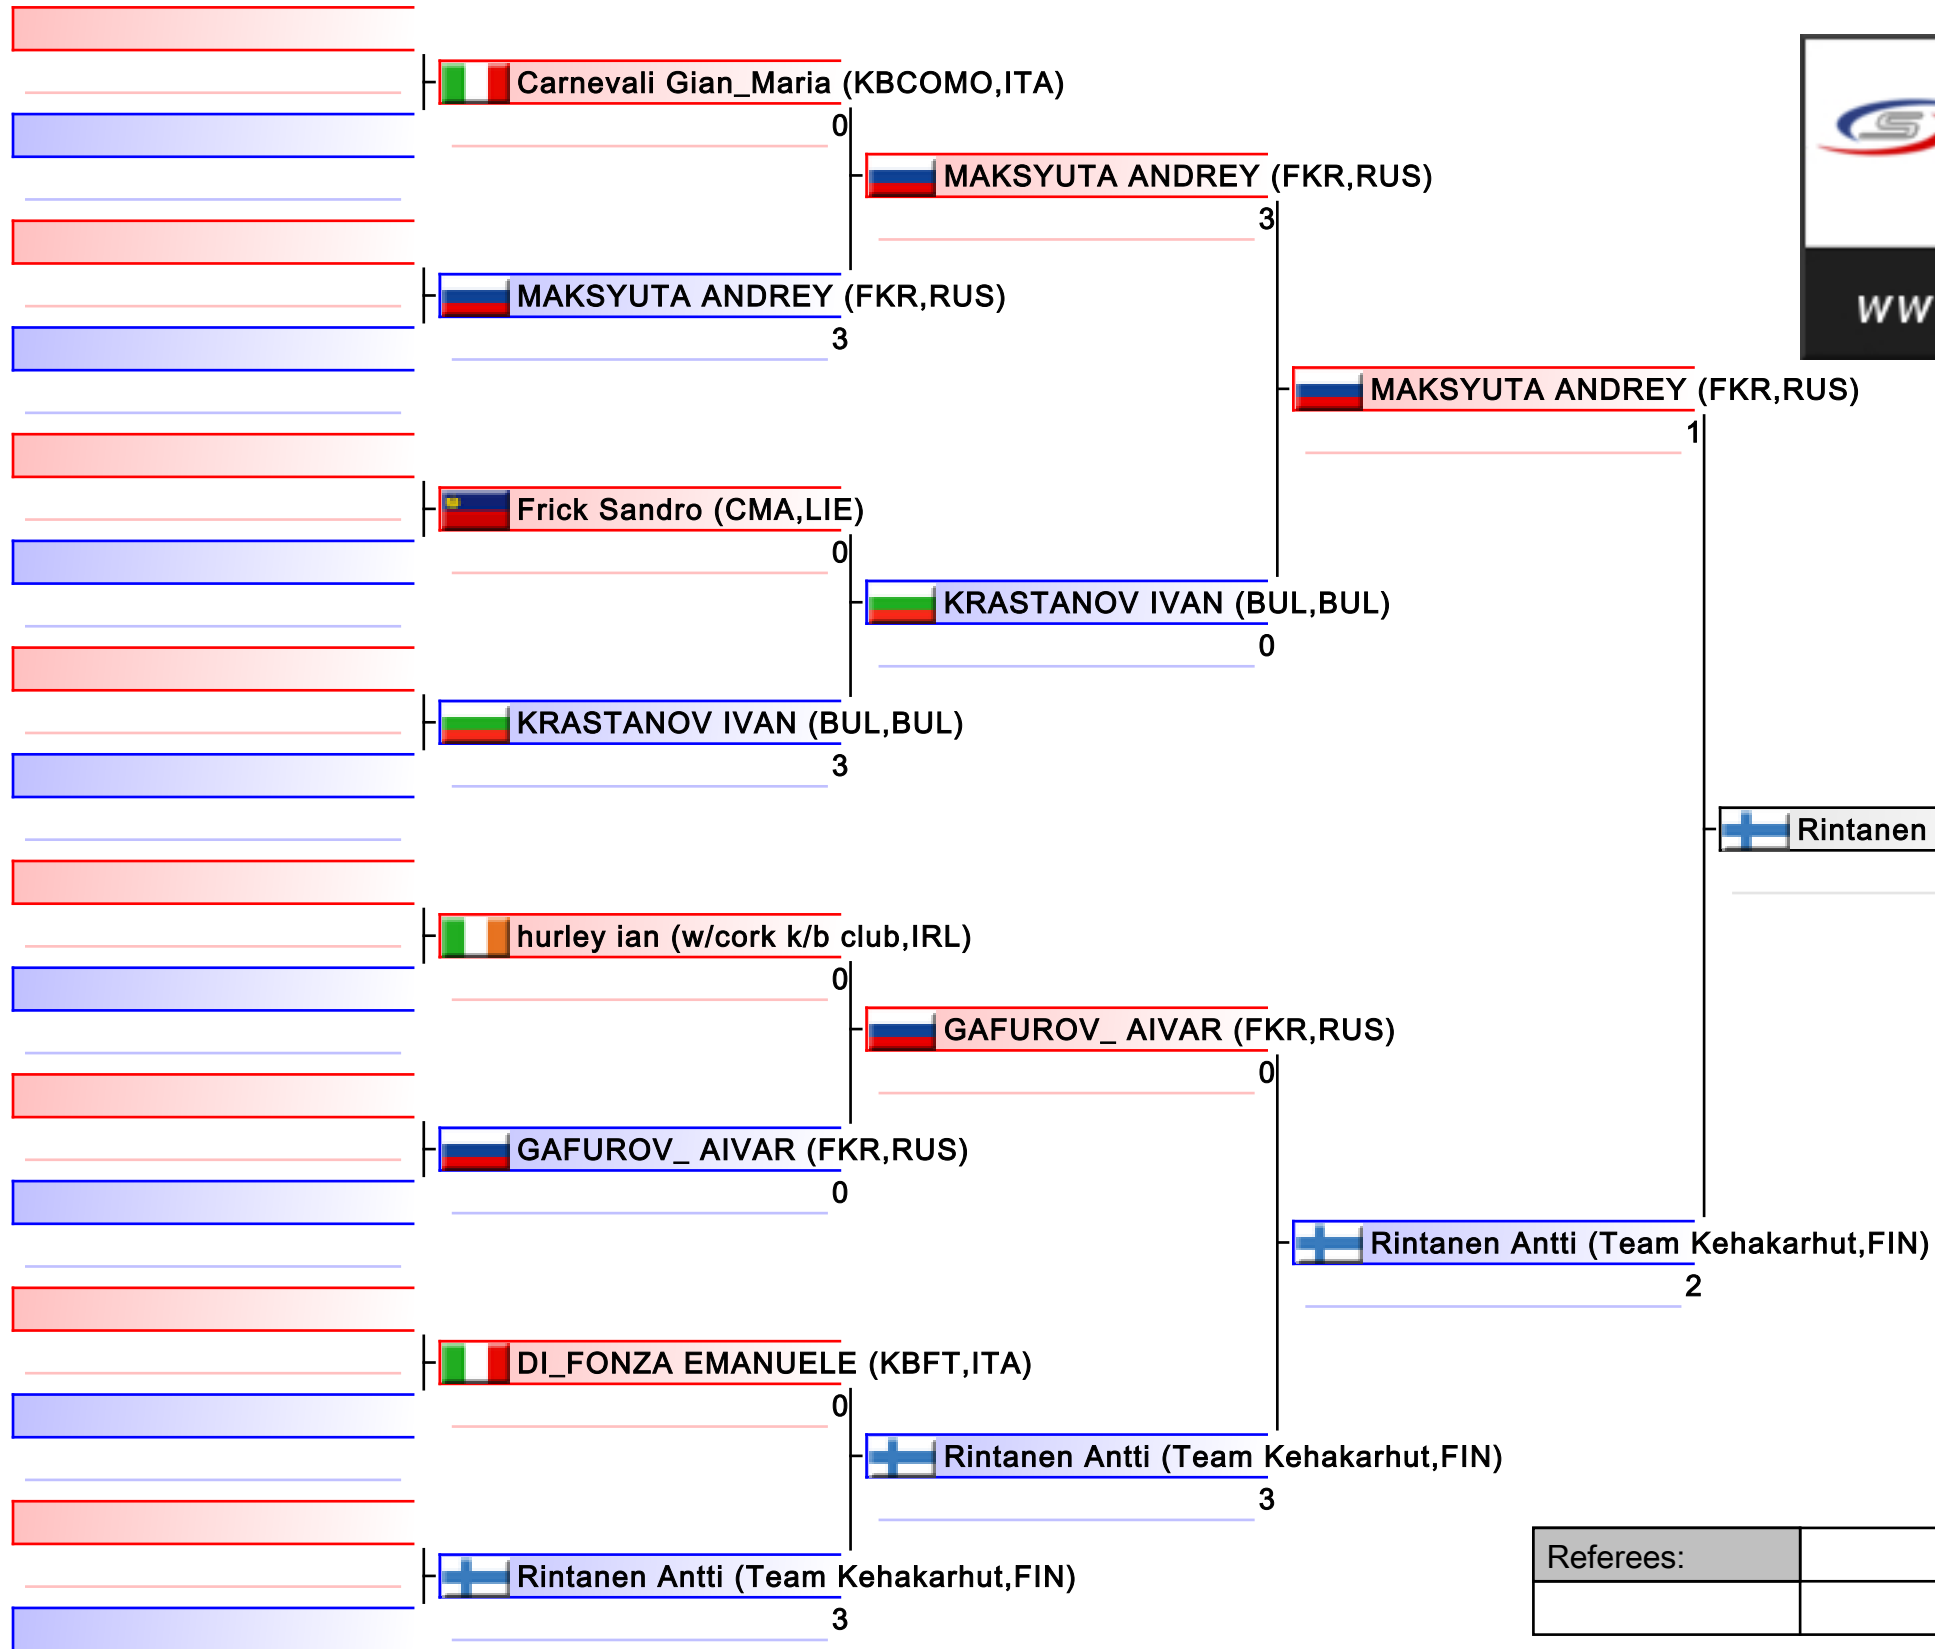 Carnevali Gian_Maria (KBCOMO,ITA)
0
MAKSYUTA ANDREY (FKR,RUS)
3
MAKSYUTA ANDREY (FKR,RUS)
3
WW
MAKSYUTA ANDREY (FKR,RUS)
1
Frick Sandro (CMA,LIE)
0
KRASTANOV IVAN (BUL,BUL)
0
KRASTANOV IVAN (BUL,BUL)
3
Rintanen
hurley ian (w/cork k/b club,IRL)
0
GAFUROV_ AIVAR (FKR,RUS)
0
GAFUROV_ AIVAR (FKR,RUS)
0
Rintanen Antti (Team Kehakarhut,FIN)
2
DI_FONZA EMANUELE (KBFT,ITA)
0
Rintanen Antti (Team Kehakarhut,FIN)
3
Rintanen Antti (Team Kehakarhut,FIN)
3
Referees: